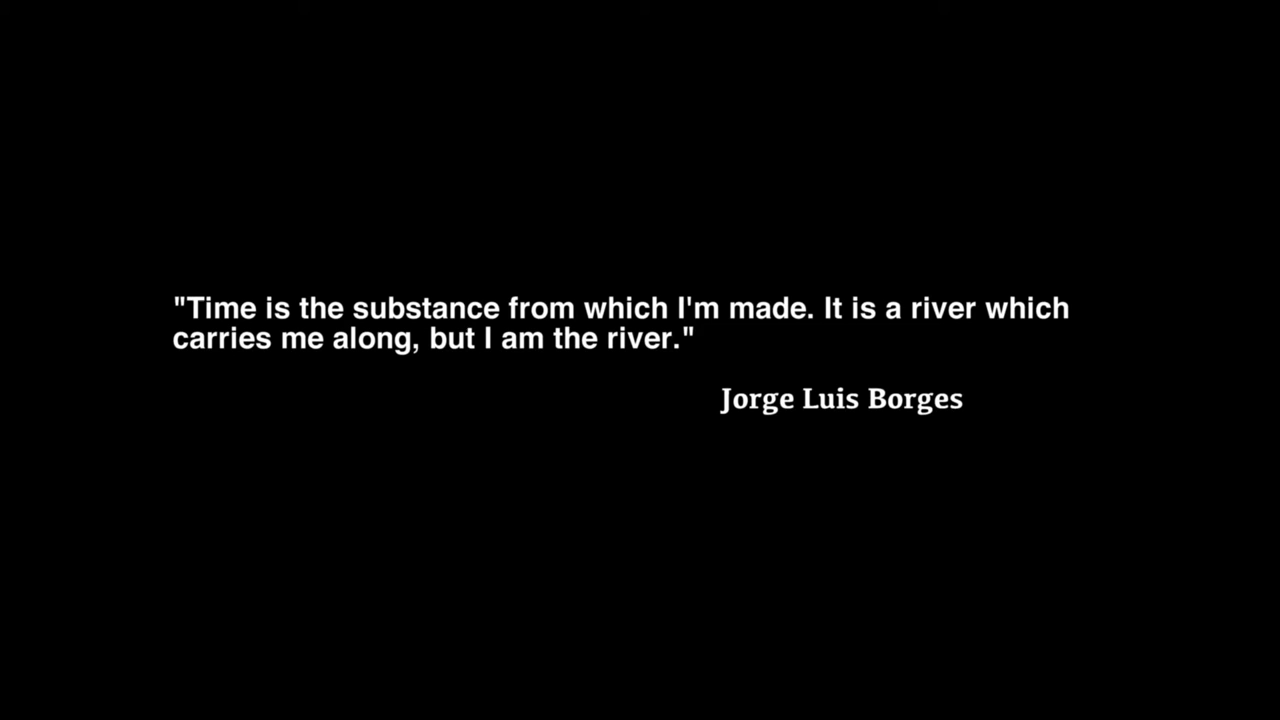 "Time is the substance from which I'm made. It is a river which
carries me along, but I am the river."
Jorge Luis Borges